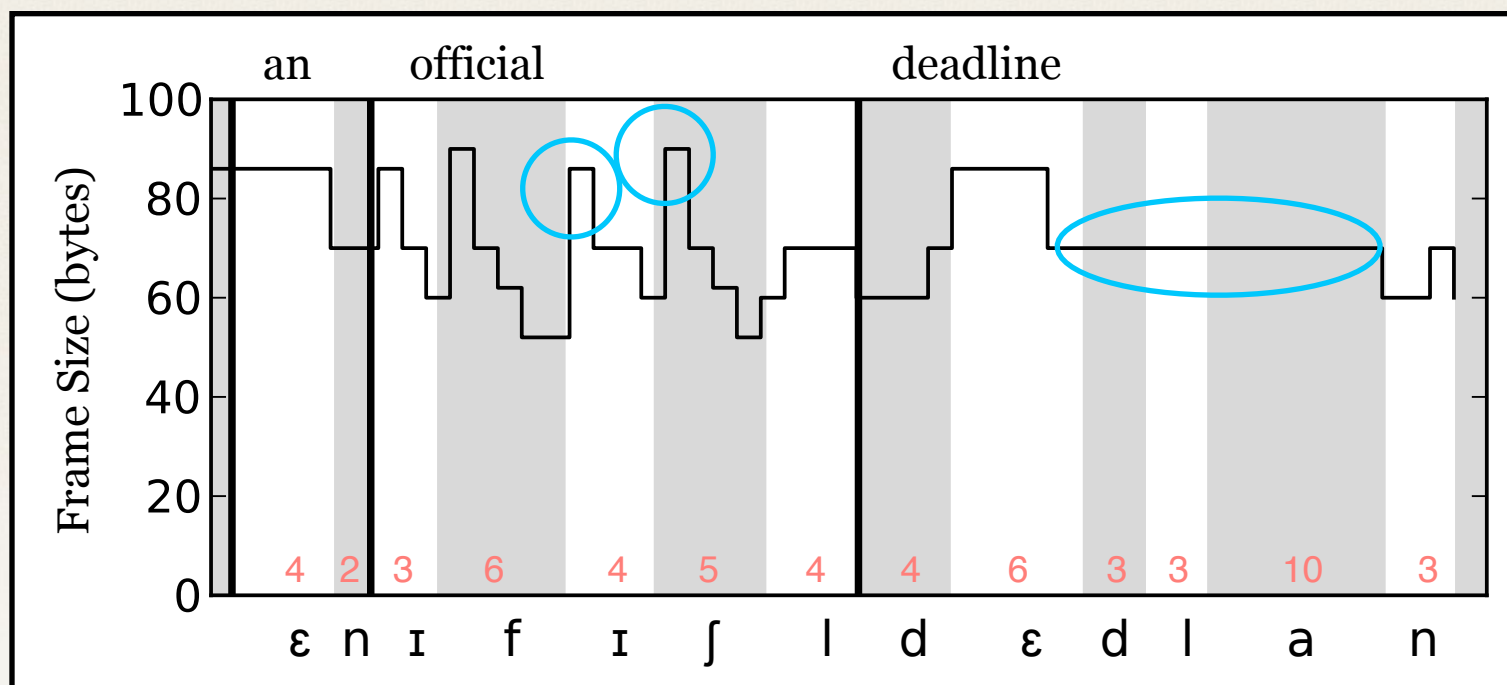 an official deadline
100
80
60
40
20
0
Frame Size (bytes)
4 2 3 6 4 5 4 4 6 3 3 10 3
ɛ n ɪ f ɪ ʃ l d ɛ d l a n